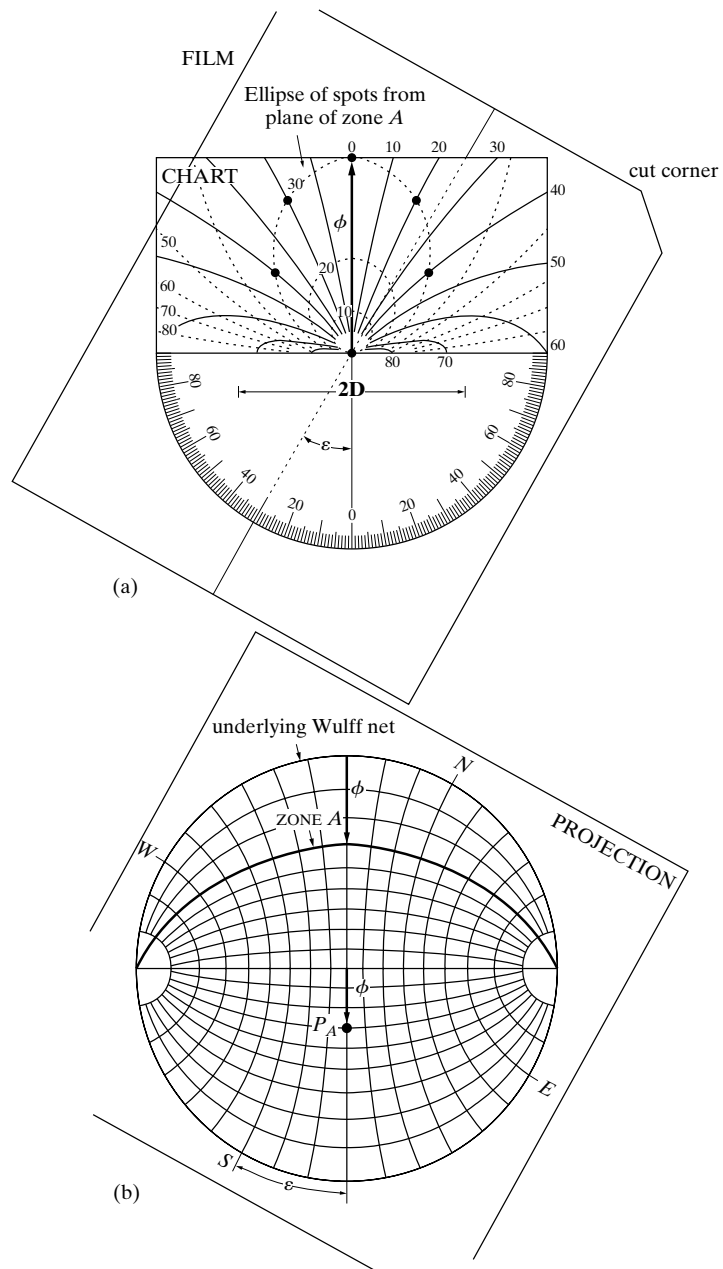 FILM
Ellipse of spots from
plane of zone A
0 10 20 30
cut corner
CHART
30
40
ϕ
50
20
50
60
10
70
80
80 70 60
80 2D 80
60 ε 60
40 40
20 0 20
(a)
underlying Wulff net
N
ϕ
ZONE A
PROJECTION
W
ϕ
P_A
E
S
ε
(b)